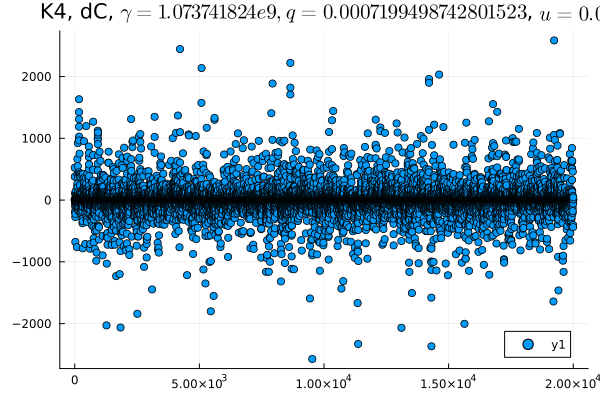 K4, dC, γ = 1.073741824e9, q = 0.0007199498742801523, u = 0.0
2000
1000
0
−1000
−2000
y1
0 5.00×10³ 1.00×10⁴ 1.50×10⁴ 2.00×10⁴